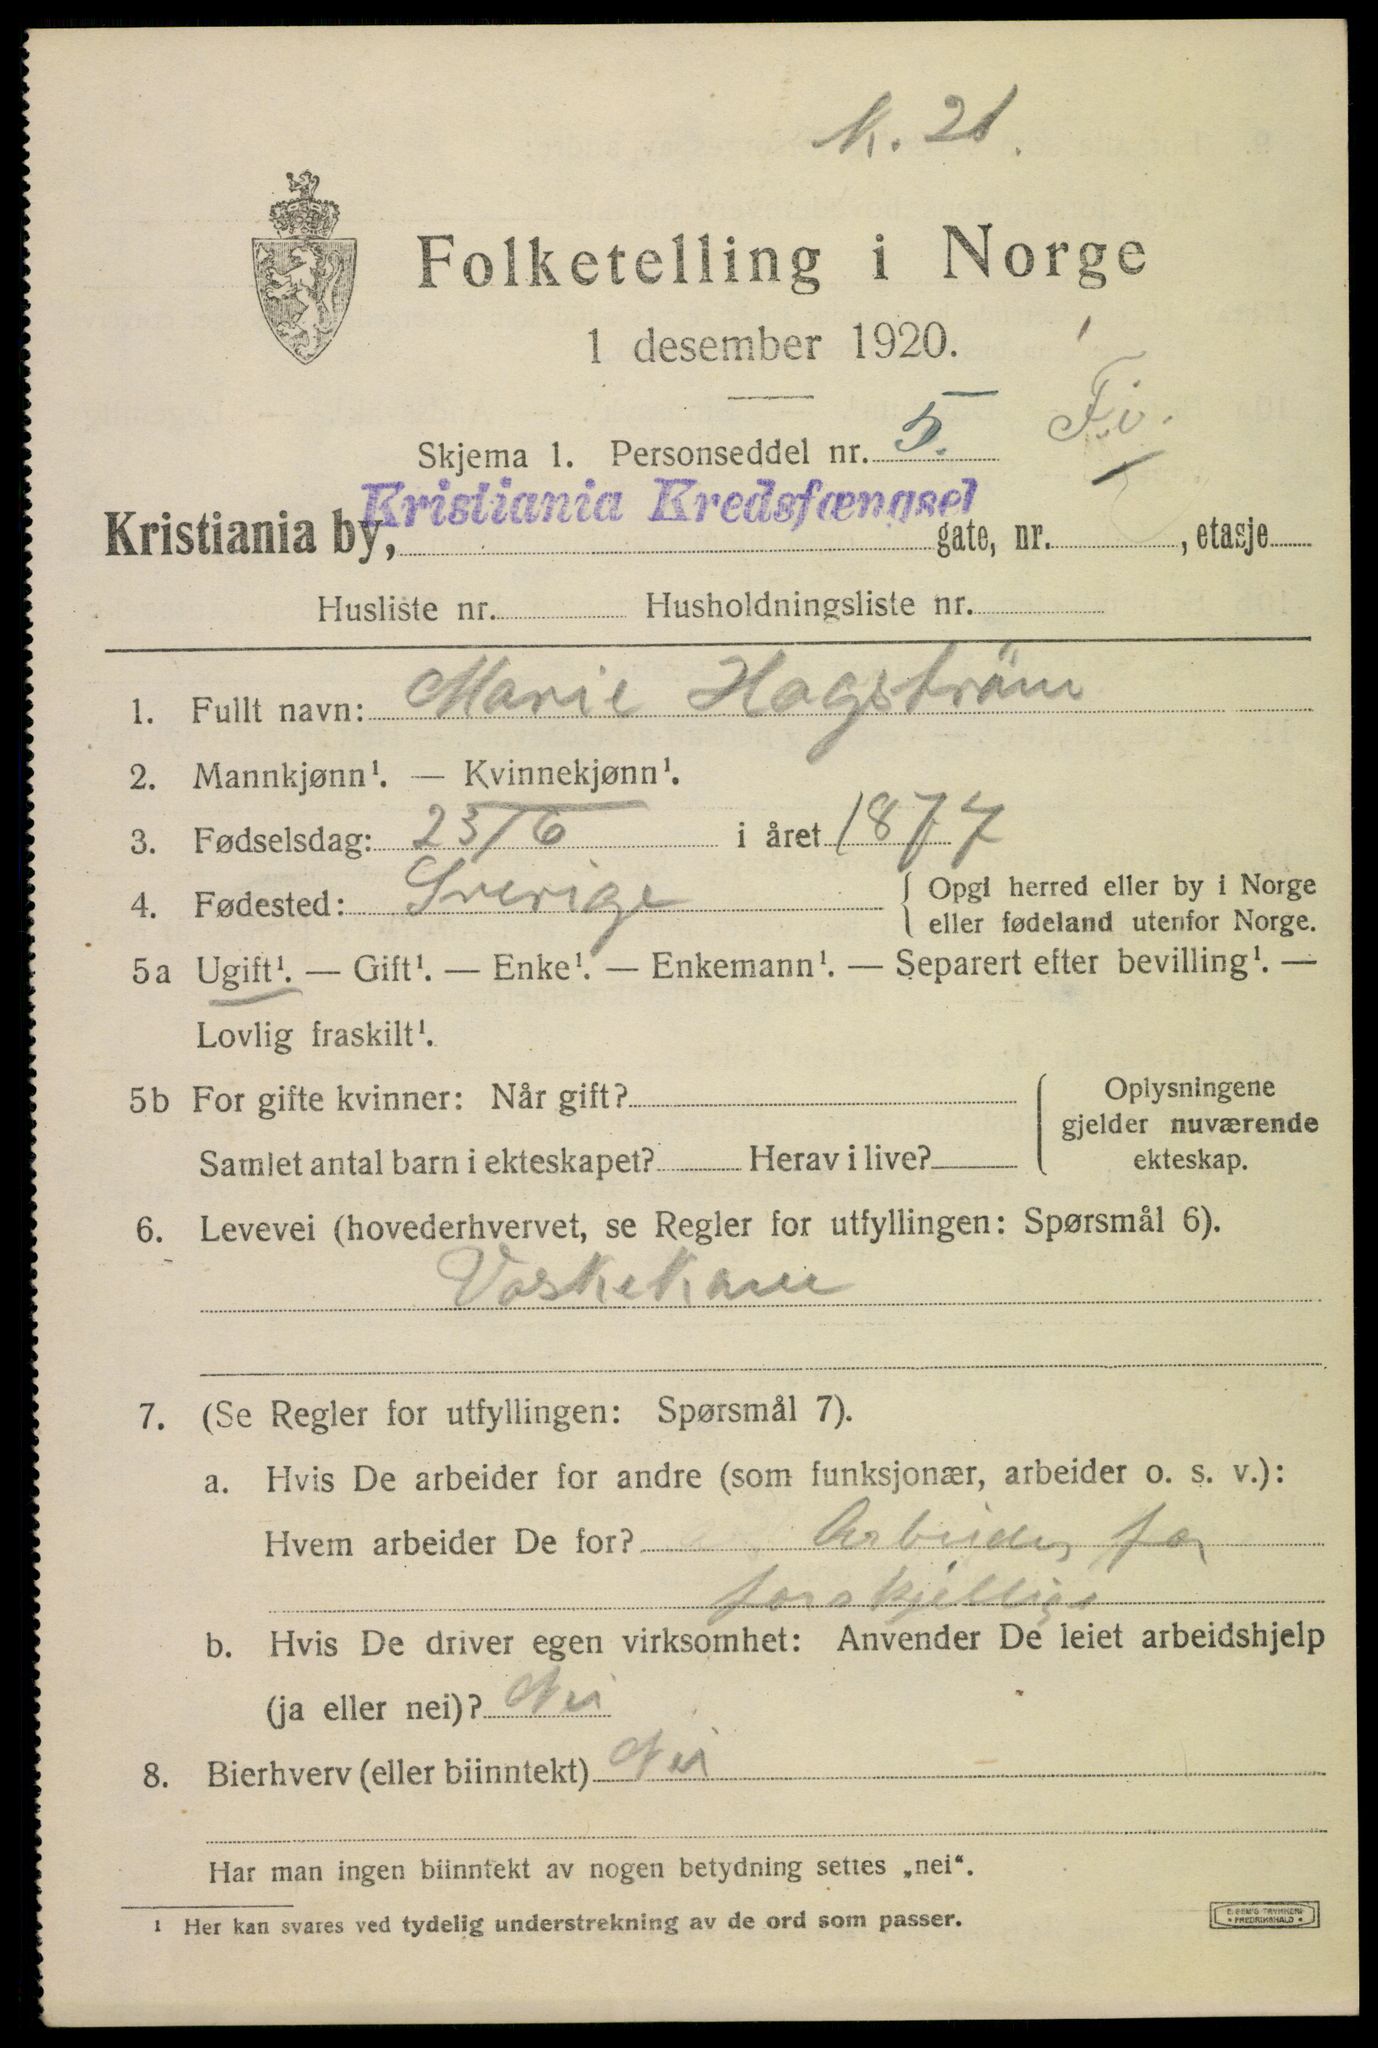 K. 21.
Folketelling i Norge
1 desember 1920.
Skjema 1. Personseddel nr. 5. Fv.
Kristiania Kredsfængsel
Kristiania by, gate, nr. , etasje
Husliste nr. Husholdningsliste nr.
1. Fullt navn: Marie Hagström
2. Mannkjønn¹. — Kvinnekjønn¹.
3. Fødselsdag: 23/6 i året 1877
4. Fødested: Sverige { Opgi herred eller by i Norge
eller fødeland utenfor Norge.
5a Ugift¹. — Gift¹. — Enke¹. — Enkemann¹. — Separert efter bevilling¹. —
Lovlig fraskilt¹.
5b For gifte kvinner: Når gift? Oplysningene
gjelder nuværende
Samlet antal barn i ekteskapet? Herav i live? ekteskap.
6. Levevei (hovederhvervet, se Regler for utfyllingen: Spørsmål 6).
Vaskekone
7. (Se Regler for utfyllingen: Spørsmål 7).
a. Hvis De arbeider for andre (som funksjonær, arbeider o. s. v.):
Hvem arbeider De for? Arbeider for
forskjellige
b. Hvis De driver egen virksomhet: Anvender De leiet arbeidshjelp
(ja eller nei)? Nei
8. Bierhverv (eller biinntekt) Nei
Har man ingen biinntekt av nogen betydning settes „nei“.
¹ Her kan svares ved tydelig understrekning av de ord som passer.
FREDRIKSHALD